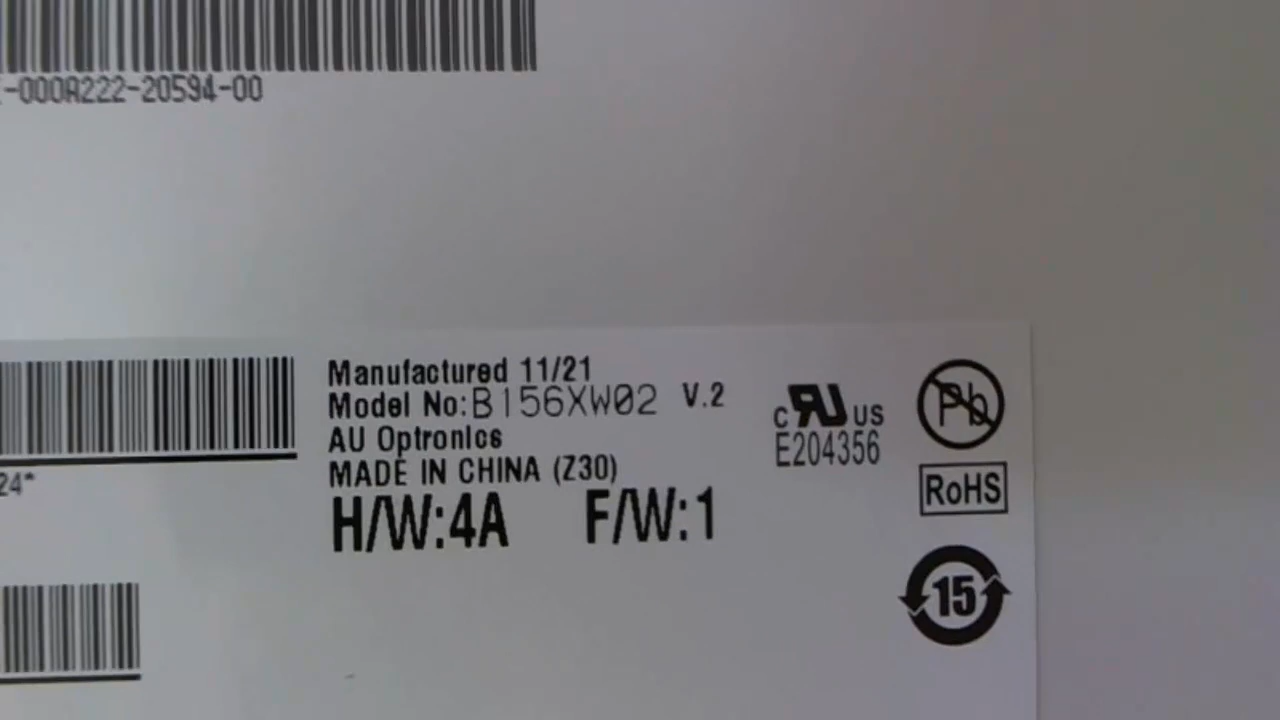 -000A222-20594-00
Manufactured 11/21
Model No:B156XW02 V.2
AU Optronics
MADE IN CHINA (Z30)
H/W:4A F/W:1
24*
c RU US
E204356
Pb
RoHS
15